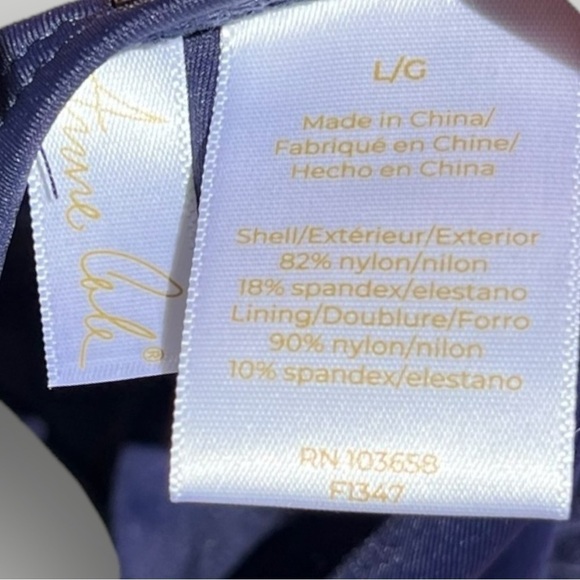 Anne Cole®
L/G
Made in China/
Fabriqué en Chine/
Hecho en China
Shell/Extérieur/Exterior
82% nylon/nilon
18% spandex/elestano
Lining/Doublure/Forro
90% nylon/nilon
10% spandex/elestano
RN 103658
F1347